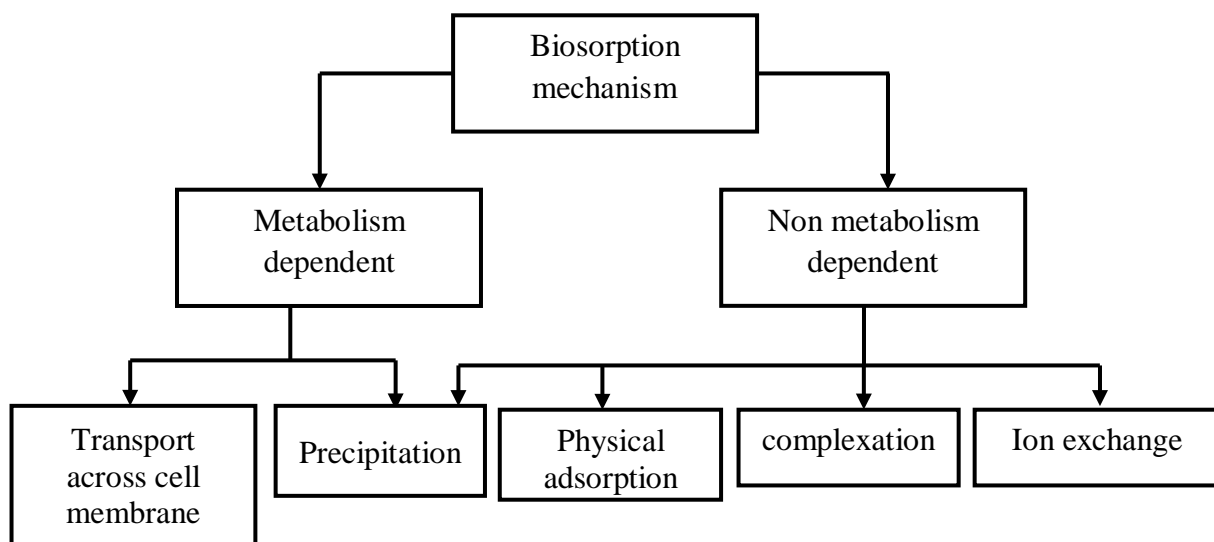 Biosorption
mechanism
Metabolism
dependent
Non metabolism
dependent
Transport
across cell
membrane
Precipitation
Physical
adsorption
complexation
Ion exchange